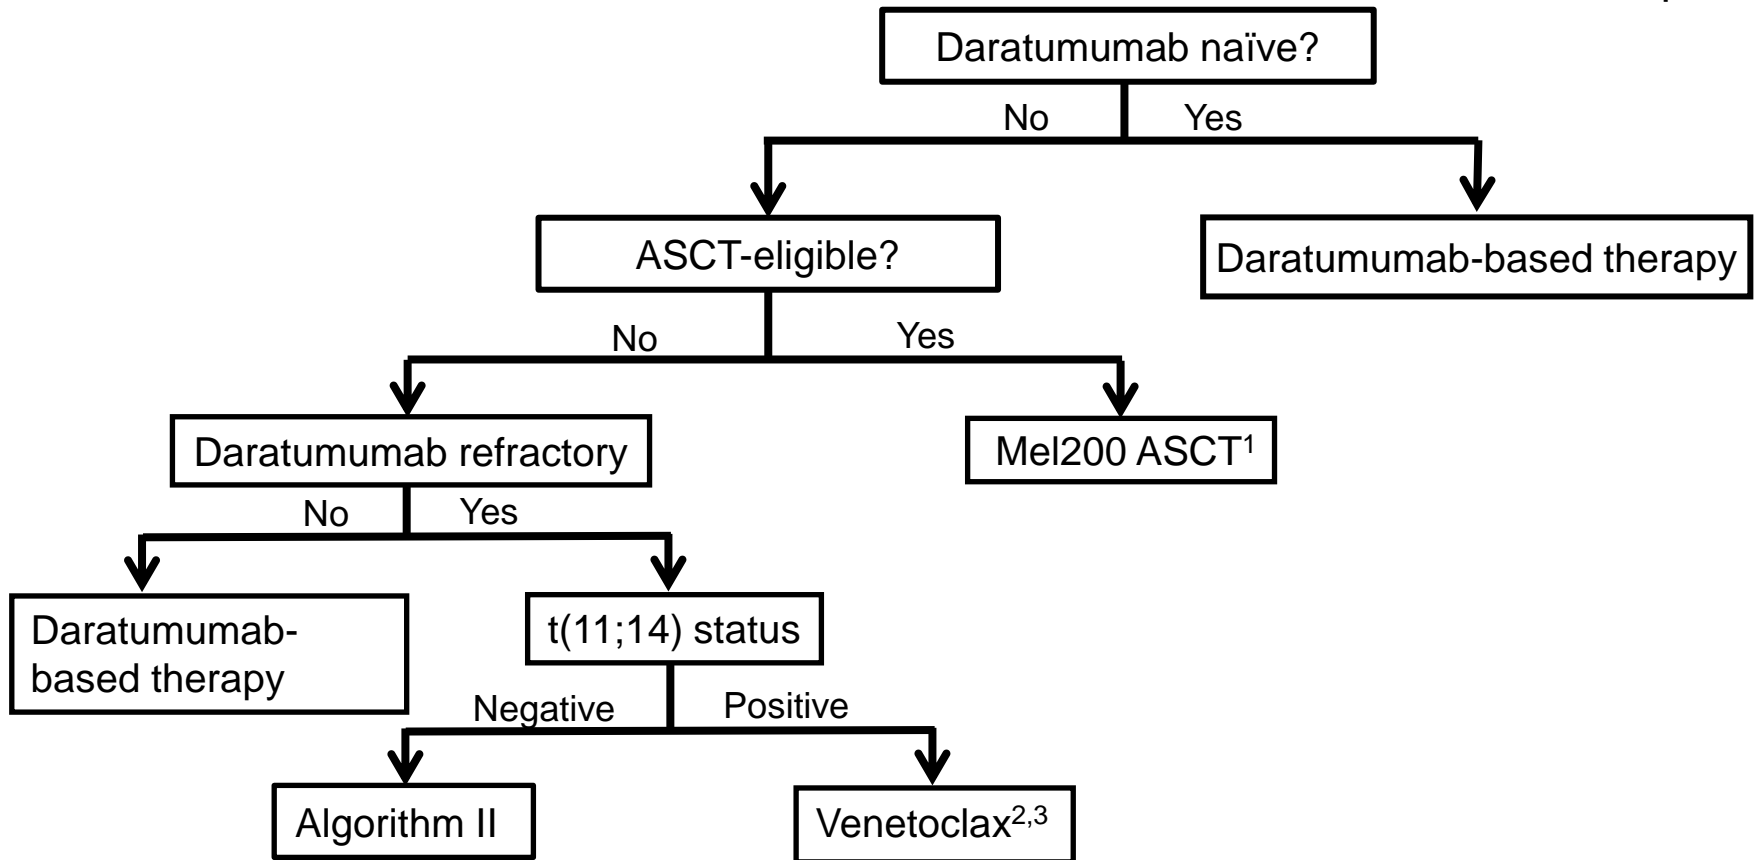 Daratumumab naïve?
No
Yes
ASCT-eligible?
Daratumumab-based therapy
No
Yes
Daratumumab refractory
Mel200 ASCT¹
No
Yes
Daratumumab-
based therapy
t(11;14) status
Negative
Positive
Algorithm II
Venetoclax²,³